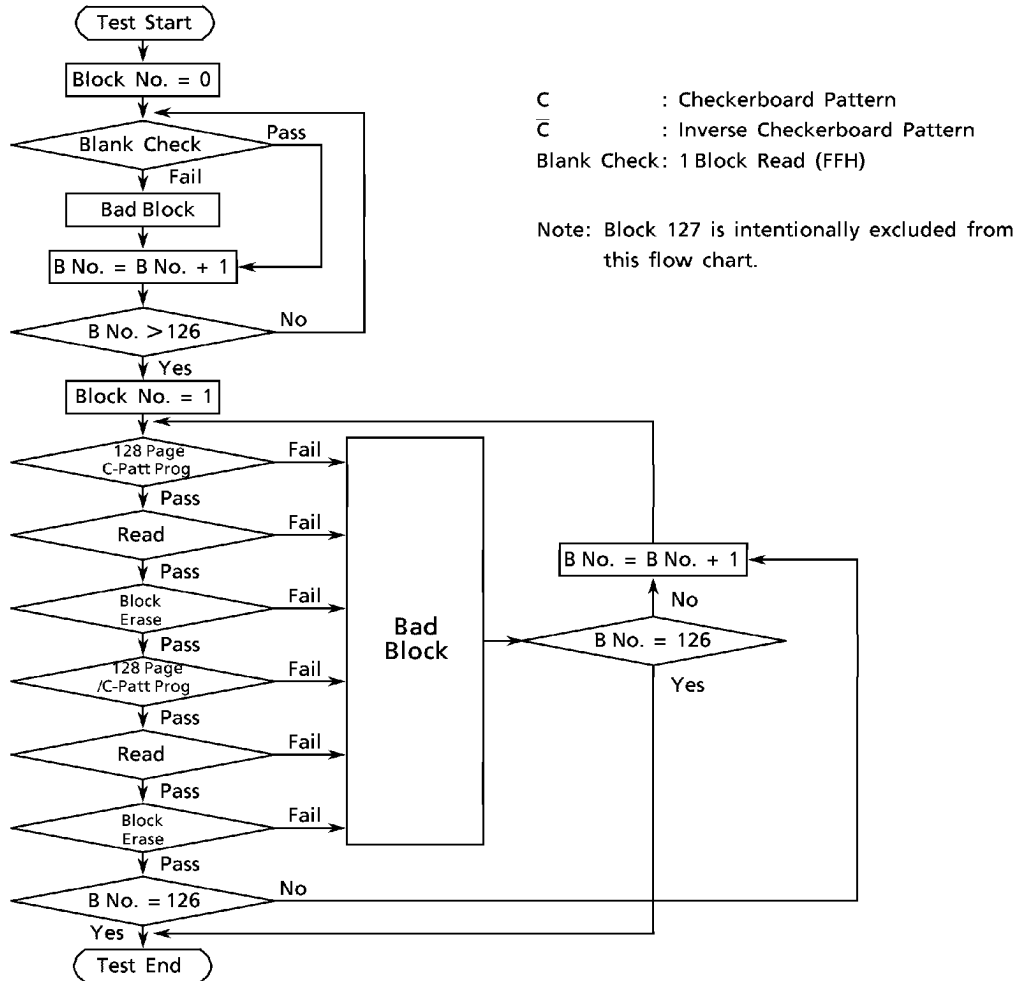 Test Start
Block No. = 0
Blank Check
Pass
Fail
Bad Block
B No. = B No. + 1
B No. > 126
No
Yes
Block No. = 1
C : Checkerboard Pattern
C̅ : Inverse Checkerboard Pattern
Blank Check: 1 Block Read (FFH)
Note: Block 127 is intentionally excluded from
this flow chart.
128 Page
C-Patt Prog
Fail
Pass
Read
Fail
Pass
Block
Erase
Fail
Pass
128 Page
/C-Patt Prog
Fail
Pass
Read
Fail
Pass
Block
Erase
Fail
Pass
B No. = 126
No
Yes
Test End
Bad
Block
B No. = B No. + 1
No
B No. = 126
Yes